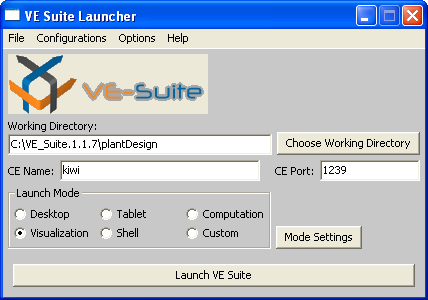 VE Suite Launcher
File Configurations Options Help
VE-Suite
Working Directory:
C:\VE_Suite.1.1.7\plantDesign Choose Working Directory
CE Name: kiwi CE Port: 1239
Launch Mode
Desktop Tablet Computation
Visualization Shell Custom
Mode Settings
Launch VE Suite